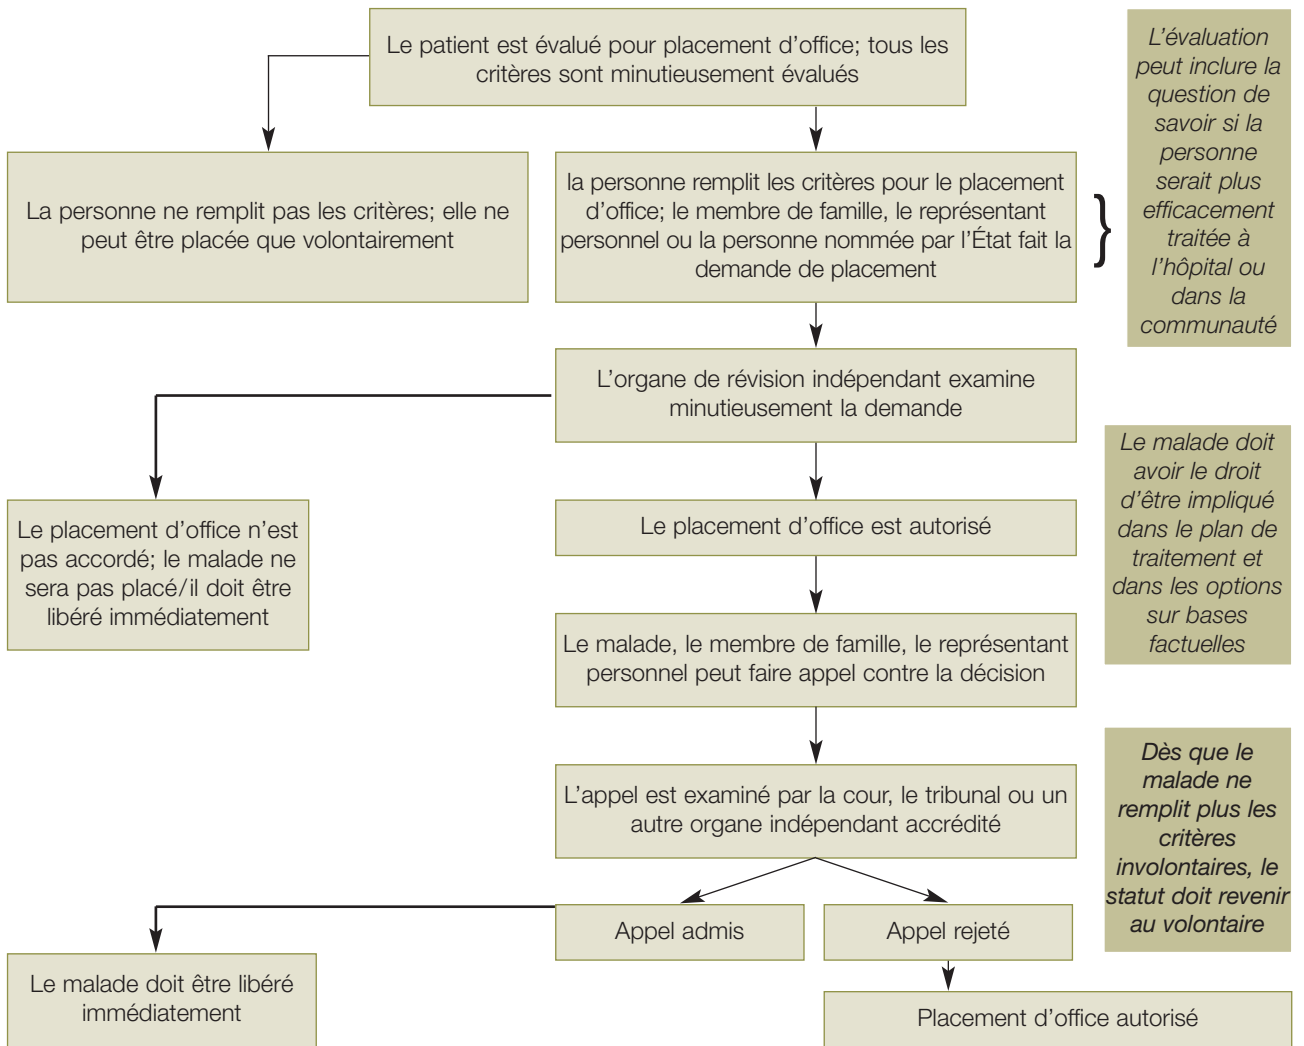 Le patient est évalué pour placement d'office; tous les
critères sont minutieusement évalués
L'évaluation
peut inclure la
question de
savoir si la
personne
serait plus
efficacement
traitée à
l'hôpital ou
dans la
communauté
La personne ne remplit pas les critères; elle ne
peut être placée que volontairement
la personne remplit les critères pour le placement
d'office; le membre de famille, le représentant
personnel ou la personne nommée par l'État fait la
demande de placement
}
L'organe de révision indépendant examine
minutieusement la demande
Le malade doit
avoir le droit
d'être impliqué
dans le plan de
traitement et
dans les options
sur bases
factuelles
Le placement d'office n'est
pas accordé; le malade ne
sera pas placé/il doit être
libéré immédiatement
Le placement d'office est autorisé
Le malade, le membre de famille, le représentant
personnel peut faire appel contre la décision
Dès que le
malade ne
remplit plus les
critères
involontaires, le
statut doit revenir
au volontaire
L'appel est examiné par la cour, le tribunal ou un
autre organe indépendant accrédité
Appel admis
Appel rejeté
Le malade doit être libéré
immédiatement
Placement d'office autorisé